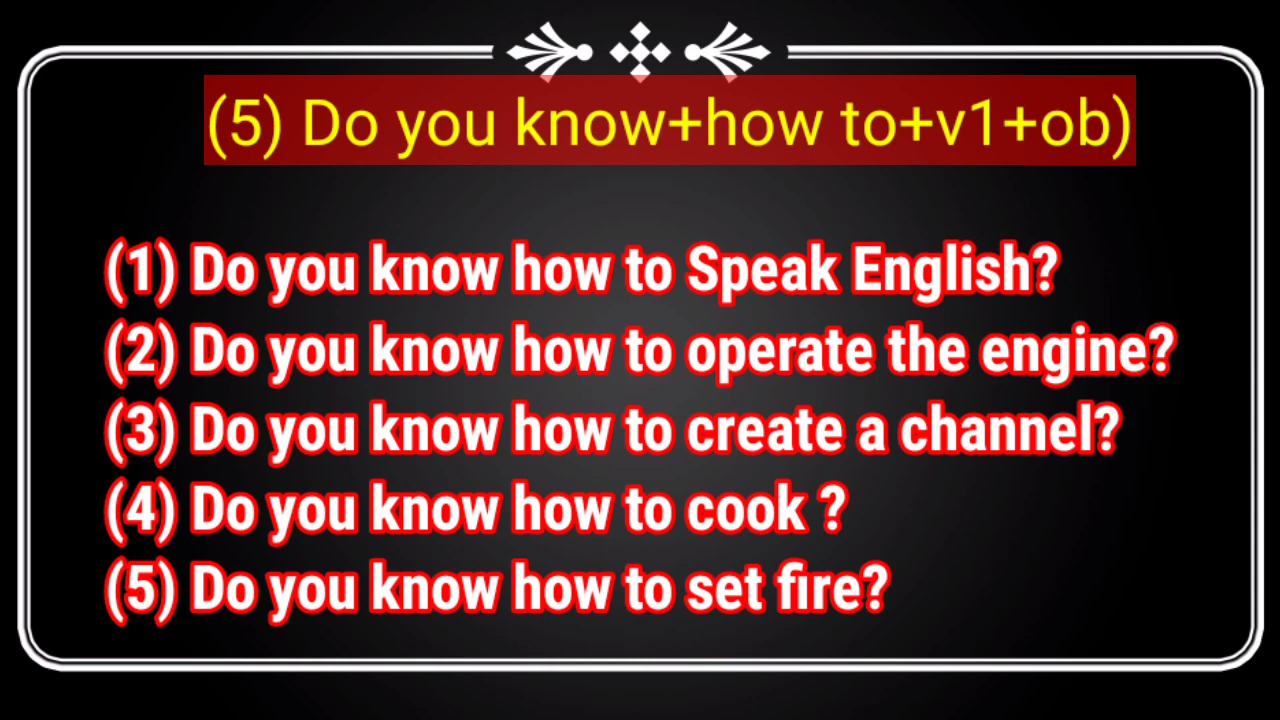 (5) Do you know+how to+v1+ob)
(1) Do you know how to Speak English?
(2) Do you know how to operate the engine?
(3) Do you know how to create a channel?
(4) Do you know how to cook ?
(5) Do you know how to set fire?